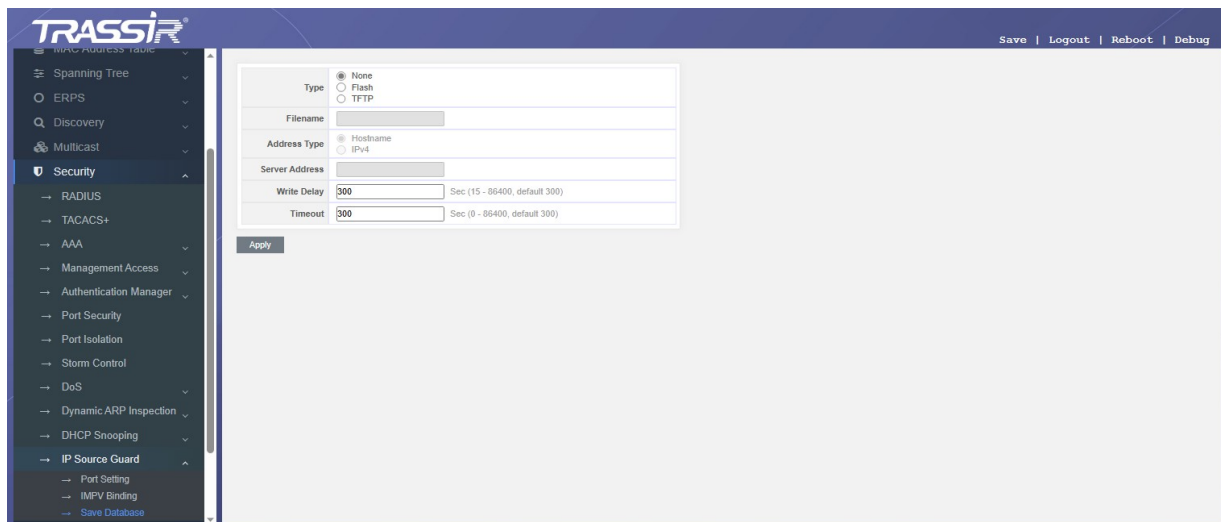 TRASSIR
Save | Logout | Reboot | Debug
MAC Address Table
Spanning Tree
ERPS
Discovery
Multicast
Security
→ RADIUS
→ TACACS+
→ AAA
→ Management Access
→ Authentication Manager
→ Port Security
→ Port Isolation
→ Storm Control
→ DoS
→ Dynamic ARP Inspection
→ DHCP Snooping
→ IP Source Guard
→ Port Setting
→ IMPV Binding
→ Save Database
Type
None
Flash
TFTP
Filename
Address Type
Hostname
IPv4
Server Address
Write Delay 300 Sec (15 - 86400, default 300)
Timeout 300 Sec (0 - 86400, default 300)
Apply